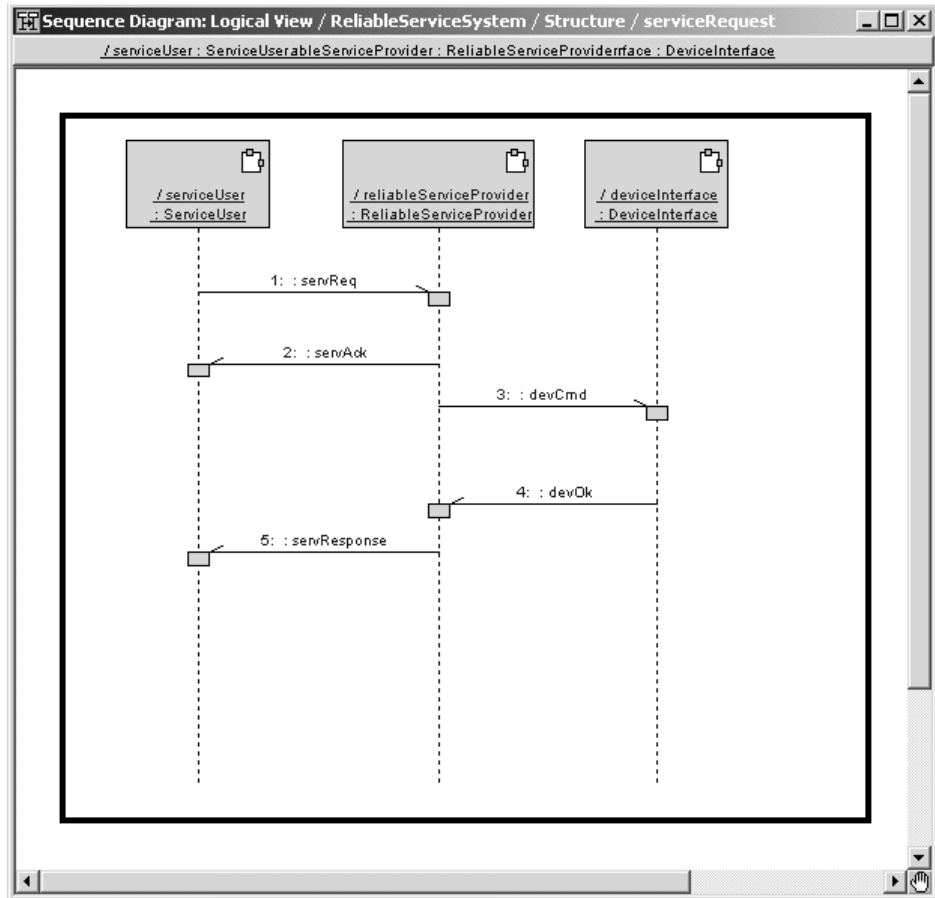 Sequence Diagram: Logical View / ReliableServiceSystem / Structure / serviceRequest
/ serviceUser : ServiceUserableServiceProvider : ReliableServiceProviderrface : DeviceInterface
/ serviceUser
: ServiceUser
/ reliableServiceProvider
: ReliableServiceProvider
/ deviceInterface
: DeviceInterface
1: : servReq
2: : servAck
3: : devCmd
4: : devOk
5: : servResponse